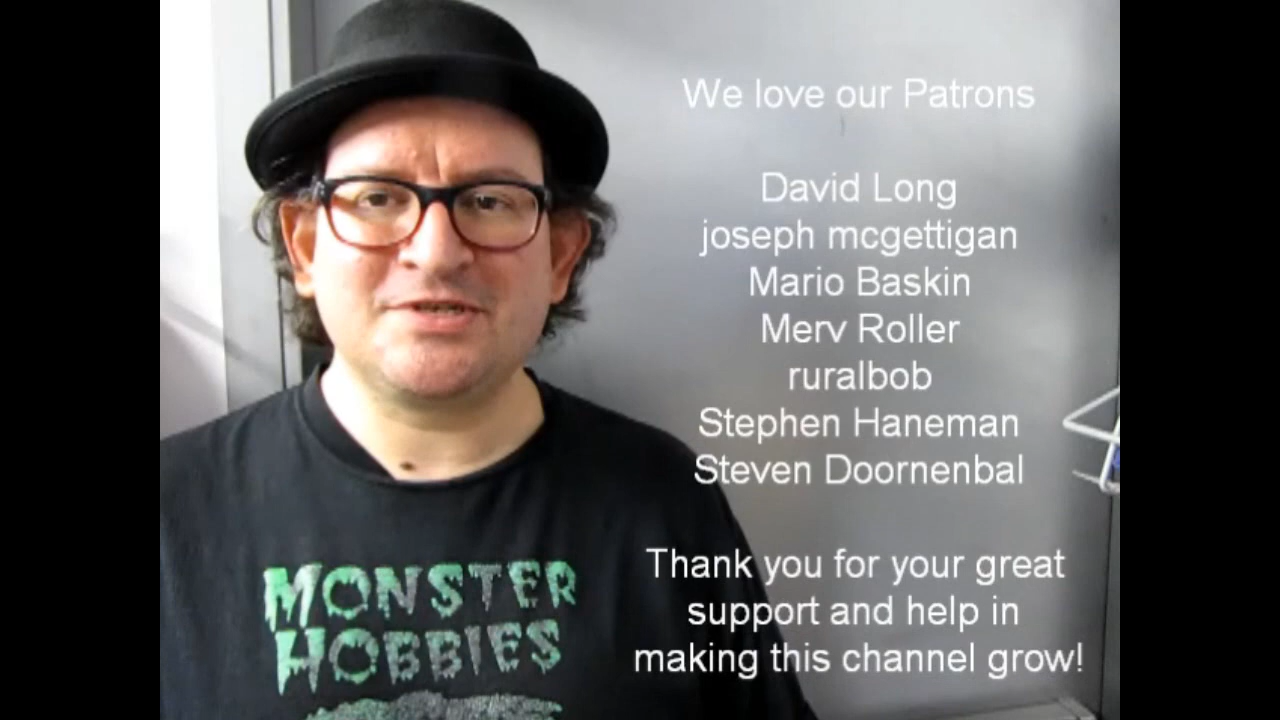 We love our Patrons
David Long
joseph mcgettigan
Mario Baskin
Merv Roller
ruralbob
Stephen Haneman
Steven Doornenbal
Thank you for your great
support and help in
making this channel grow!
MONSTER
HOBBIES